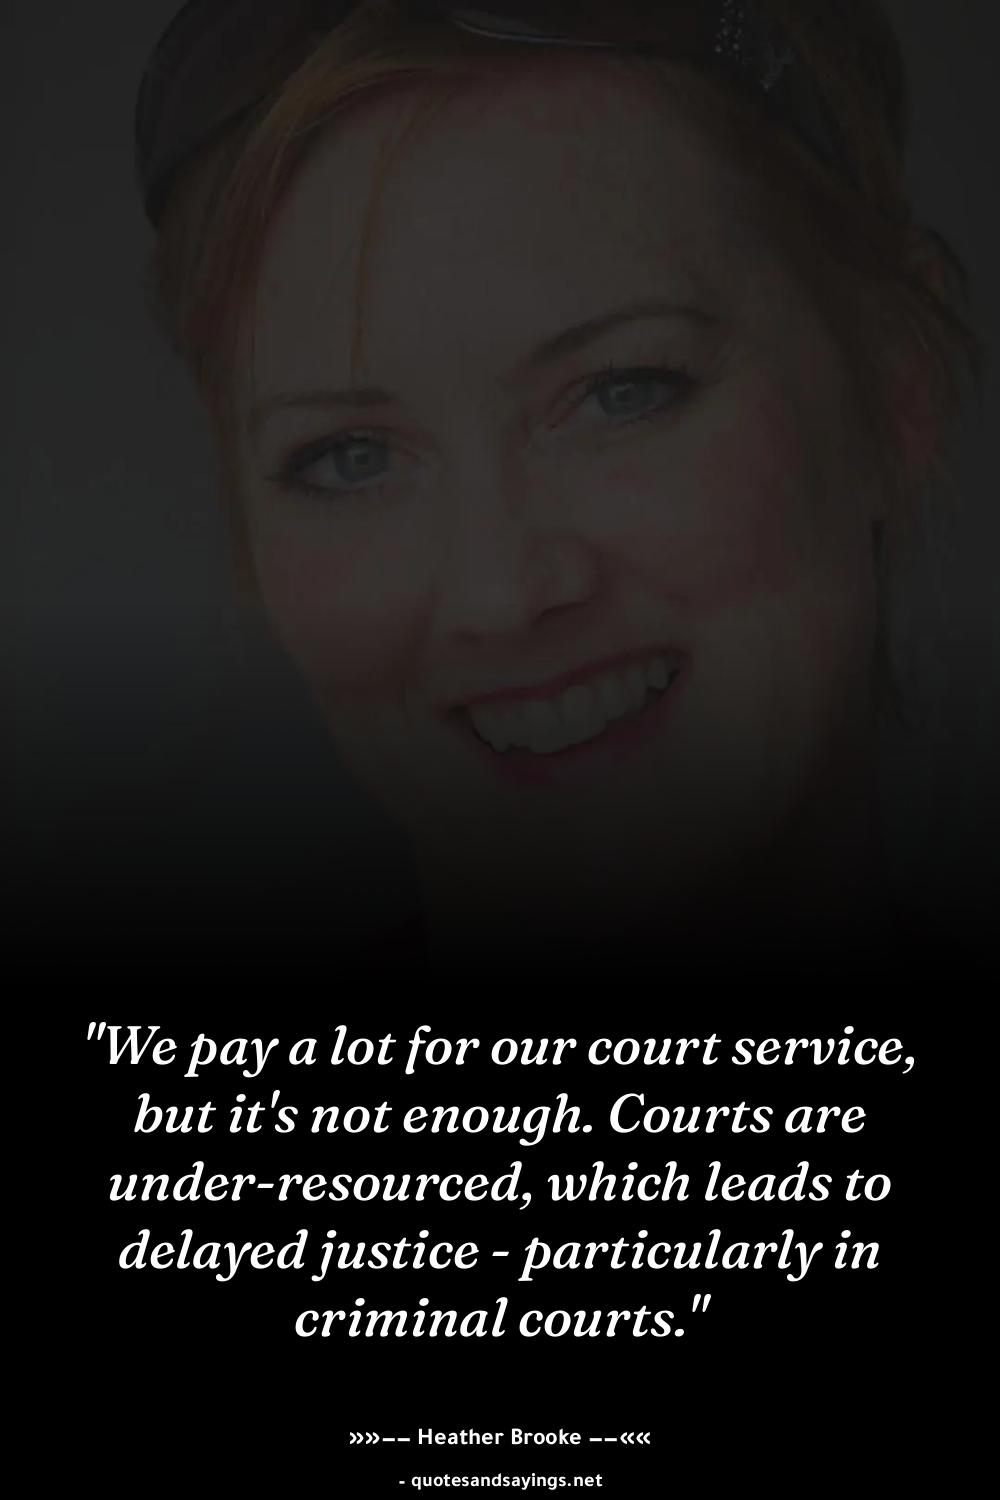 "We pay a lot for our court service,
but it's not enough. Courts are
under-resourced, which leads to
delayed justice - particularly in
criminal courts."
»»–– Heather Brooke ––««
- quotesandsayings.net